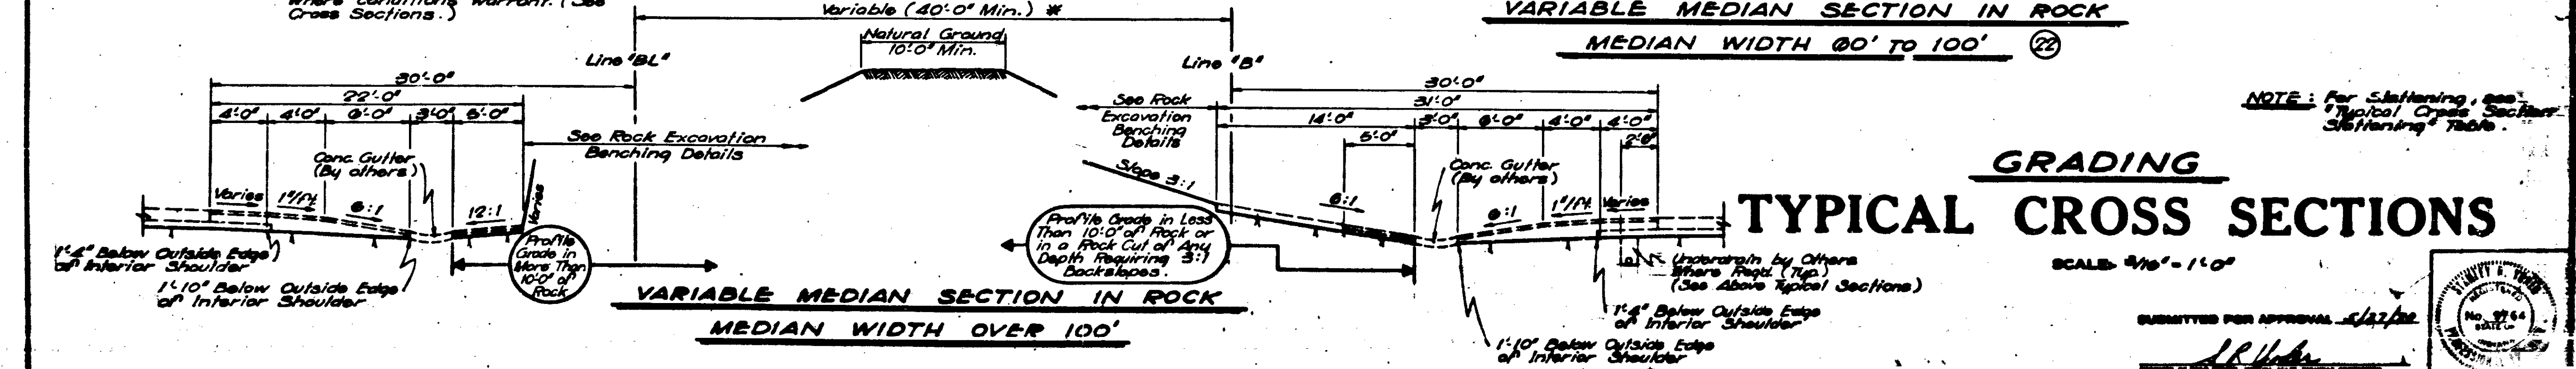 where conditions warrant. (See
Cross Sections.)
Variable (40'-0" Min.) *
Natural Ground
10'-0" Min.
Line "BL"
Line "B"
30'-0"
22'-0"
4'-0" 4'-0" 6'-0" 3'-0" 5'-0"
See Rock Excavation
Benching Details
Conc. Gutter
(By others)
Varies 1"/ft. 6:1 12:1 Varies
1'-4" Below Outside Edge
of Interior Shoulder
1'-10" Below Outside Edge
of Interior Shoulder
Profile
Grade in
More Than
10'-0" of
Rock
See Rock
Excavation
Benching
Details
30'-0"
31'-0"
14'-0" 3'-0" 6'-0" 4'-0" 4'-0"
5'-0" 2'-0"
Slope 3:1
Conc. Gutter
(By others)
6:1 6:1 1"/ft. Varies
Profile Grade in Less
Than 10'-0" of Rock or
in a Rock Cut of Any
Depth Requiring 3:1
Backslopes.
Underdrain by Others
Where Reqd. (Typ.)
(See Above Typical Sections)
1'-4" Below Outside Edge
of Interior Shoulder
1'-10" Below Outside Edge
of Interior Shoulder
VARIABLE MEDIAN SECTION IN ROCK
MEDIAN WIDTH OVER 100'
VARIABLE MEDIAN SECTION IN ROCK
MEDIAN WIDTH 60' TO 100' 22
NOTE: For Stationing, see
"Typical Cross Section
Stationing" Table.
GRADING
TYPICAL CROSS SECTIONS
SCALE: 3/16" = 1'-0"
SUBMITTED FOR APPROVAL
REGISTERED
No. 9764
STATE OF